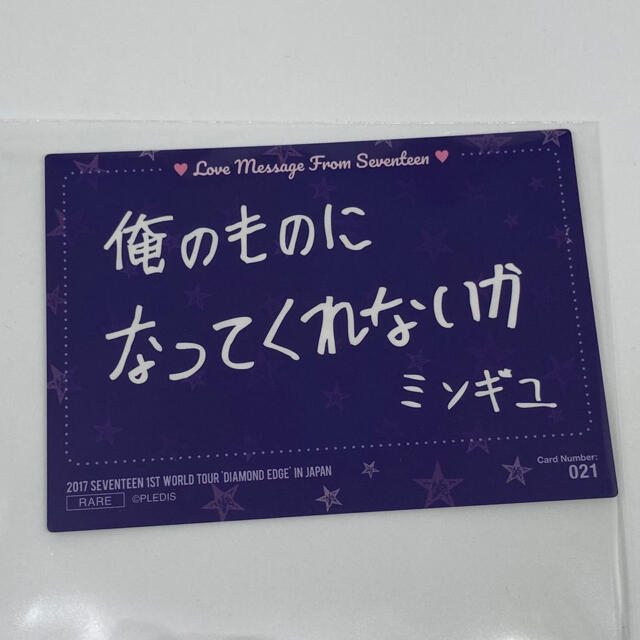 ♥ Love Message From Seventeen ♥
俺のものに
なってくれないか
ミンギュ
2017 SEVENTEEN 1ST WORLD TOUR 'DIAMOND EDGE' IN JAPAN
RARE ©PLEDIS
Card Number:
021